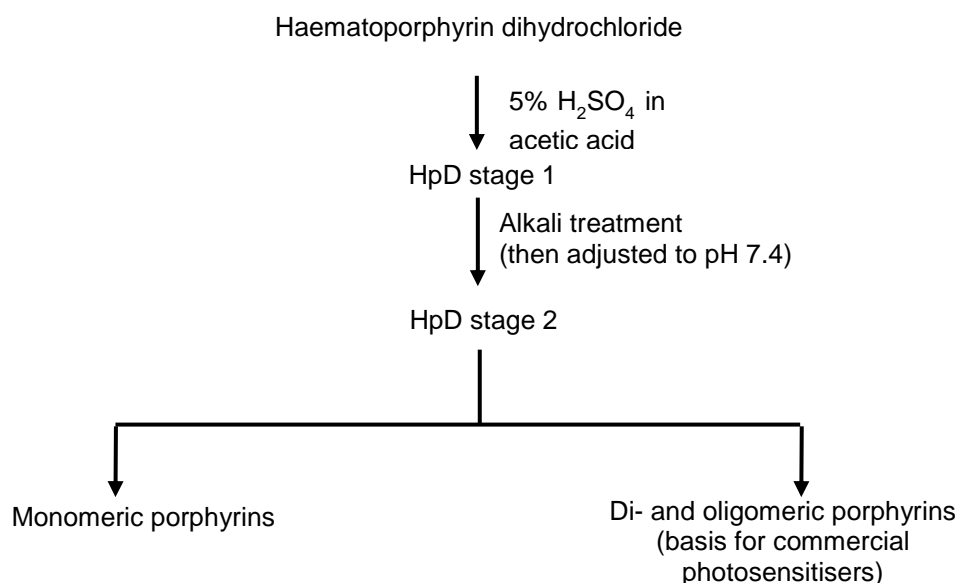 Haematoporphyrin dihydrochloride
5% H₂SO₄ in
acetic acid
HpD stage 1
Alkali treatment
(then adjusted to pH 7.4)
HpD stage 2
Monomeric porphyrins
Di- and oligomeric porphyrins
(basis for commercial
photosensitisers)